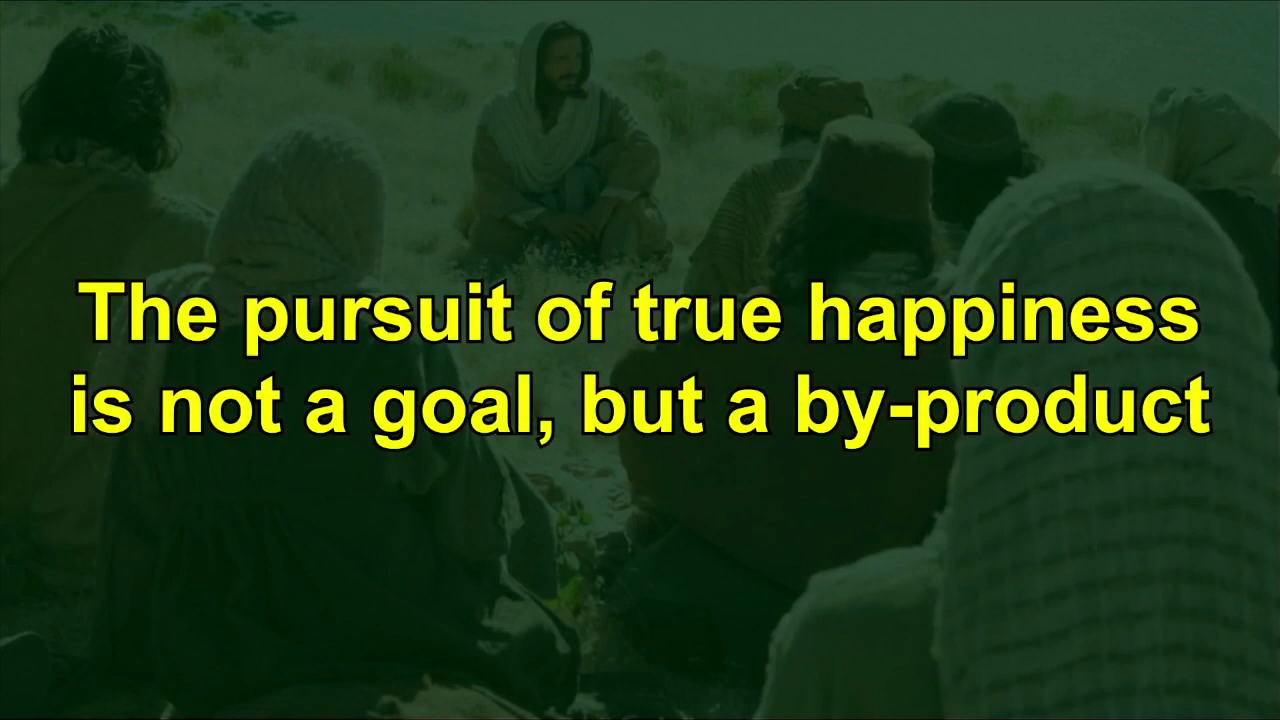 The pursuit of true happiness
is not a goal, but a by-product